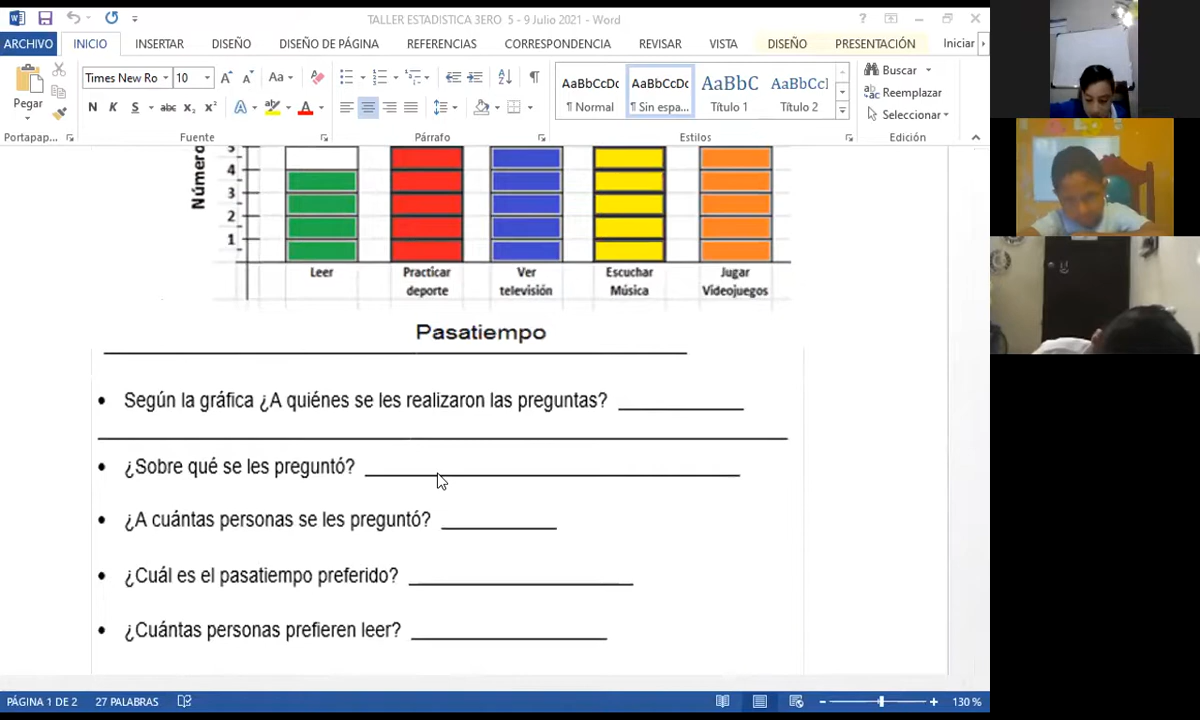 TALLER ESTADISTICA 3ERO 5 - 9 Julio 2021 - Word
ARCHIVO INICIO INSERTAR DISEÑO DISEÑO DE PÁGINA REFERENCIAS CORRESPONDENCIA REVISAR VISTA DISEÑO PRESENTACIÓN Iniciar
Times New Ro 10
Pegar
N K S abc x₂ x²
AaBbCcDc AaBbCcDc AaBbC AaBbCcl
¶ Normal ¶ Sin espa... Título 1 Título 2
Buscar
Reemplazar
Seleccionar
Portapap... Fuente Párrafo Estilos Edición
Número
5
4
3
2
1
Leer
Practicar deporte
Ver televisión
Escuchar Música
Jugar Videojuegos
Pasatiempo
• Según la gráfica ¿A quiénes se les realizaron las preguntas?
• ¿Sobre qué se les preguntó?
• ¿A cuántas personas se les preguntó?
• ¿Cuál es el pasatiempo preferido?
• ¿Cuántas personas prefieren leer?
PÁGINA 1 DE 2 27 PALABRAS 130 %